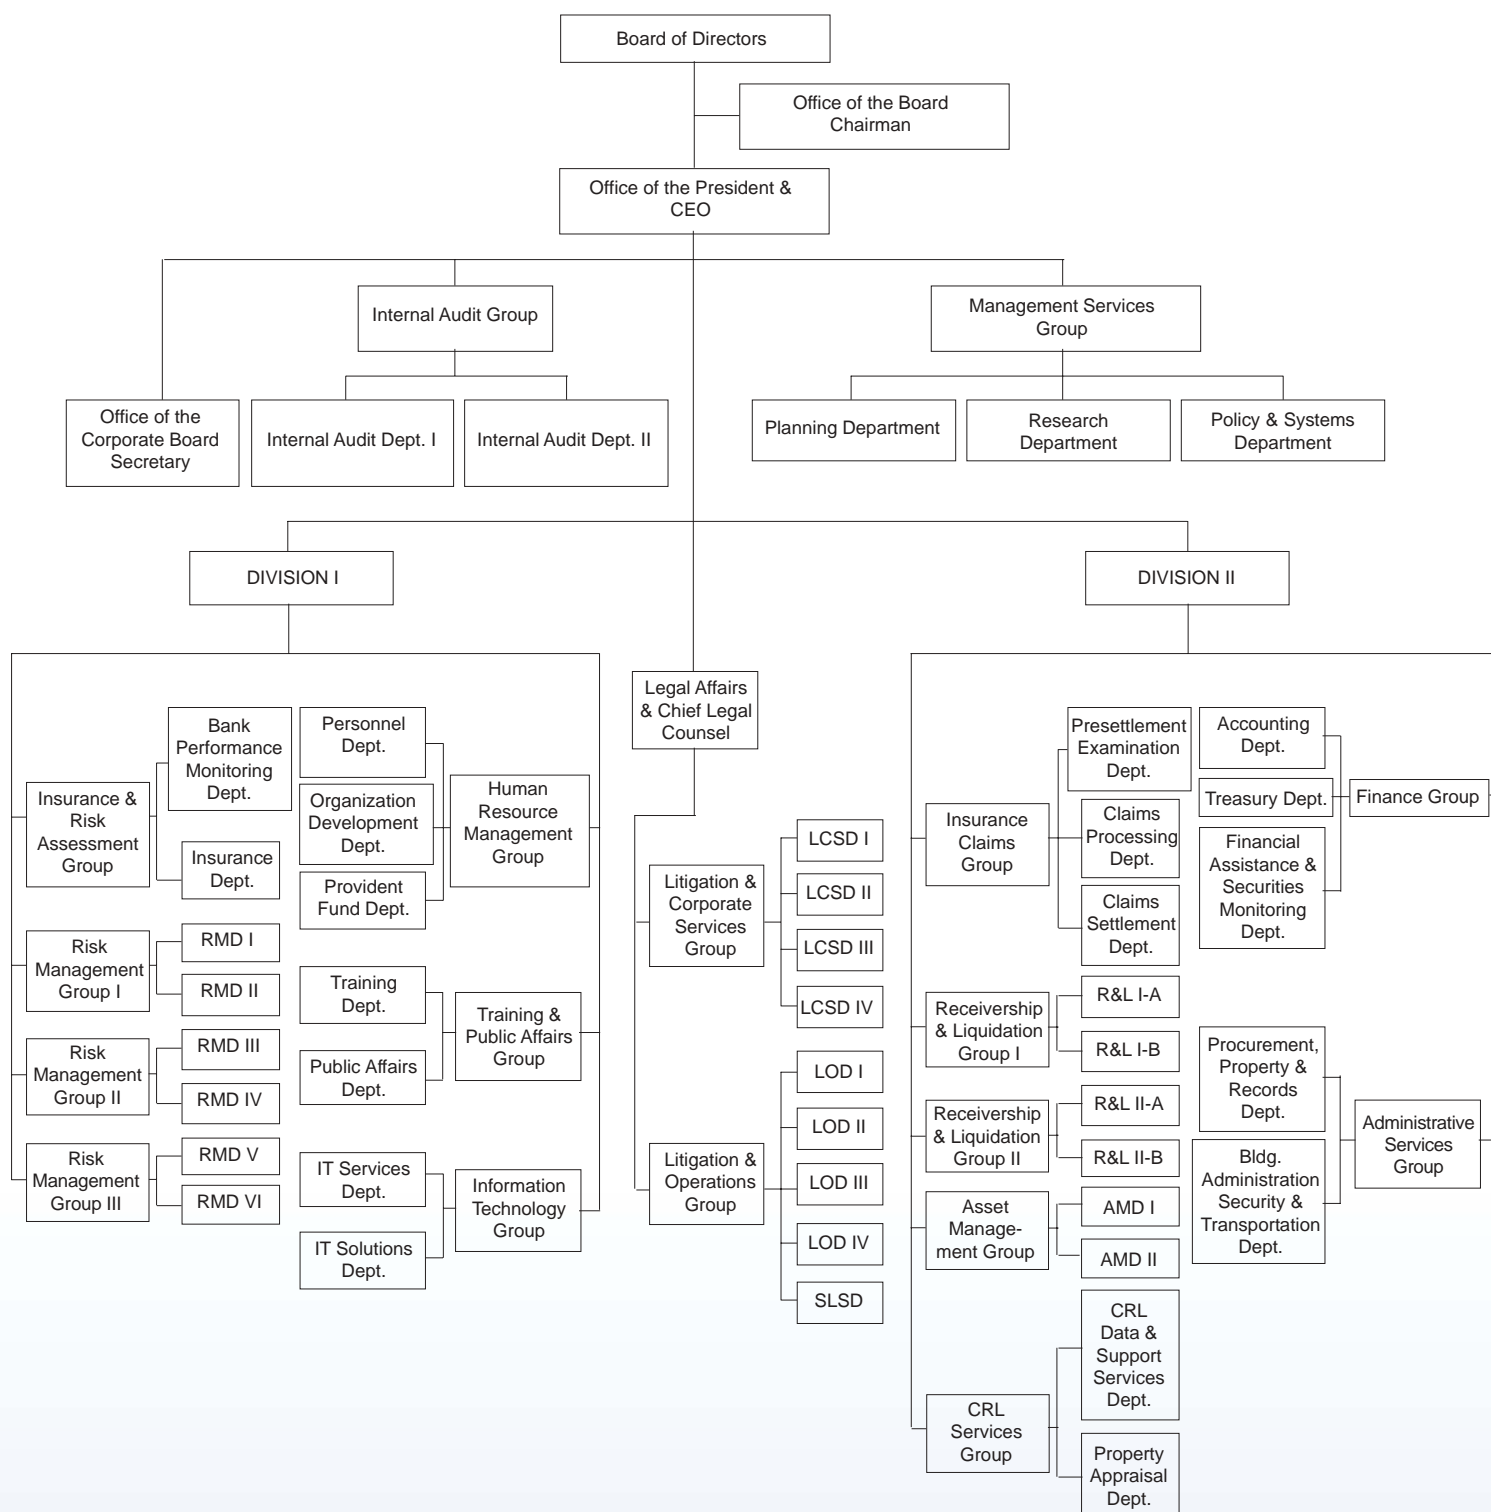 Board of Directors
Office of the Board
Chairman
Office of the President &
CEO
Internal Audit Group
Management Services
Group
Office of the
Corporate Board
Secretary
Internal Audit Dept. I
Internal Audit Dept. II
Planning Department
Research
Department
Policy & Systems
Department
DIVISION I
DIVISION II
Insurance &
Risk
Assessment
Group
Bank
Performance
Monitoring
Dept.
Insurance
Dept.
Risk
Management
Group I
RMD I
RMD II
Risk
Management
Group II
RMD III
RMD IV
Risk
Management
Group III
RMD V
RMD VI
Personnel
Dept.
Organization
Development
Dept.
Provident
Fund Dept.
Human
Resource
Management
Group
Training
Dept.
Public Affairs
Dept.
Training &
Public Affairs
Group
IT Services
Dept.
IT Solutions
Dept.
Information
Technology
Group
Legal Affairs
& Chief Legal
Counsel
Litigation &
Corporate
Services
Group
LCSD I
LCSD II
LCSD III
LCSD IV
Litigation &
Operations
Group
LOD I
LOD II
LOD III
LOD IV
SLSD
Insurance
Claims
Group
Presettlement
Examination
Dept.
Claims
Processing
Dept.
Claims
Settlement
Dept.
Receivership
& Liquidation
Group I
R&L I-A
R&L I-B
Receivership
& Liquidation
Group II
R&L II-A
R&L II-B
Asset
Manage-
ment Group
AMD I
AMD II
CRL
Services
Group
CRL
Data &
Support
Services
Dept.
Property
Appraisal
Dept.
Accounting
Dept.
Treasury Dept.
Financial
Assistance &
Securities
Monitoring
Dept.
Finance Group
Procurement,
Property &
Records
Dept.
Bldg.
Administration
Security &
Transportation
Dept.
Administrative
Services
Group